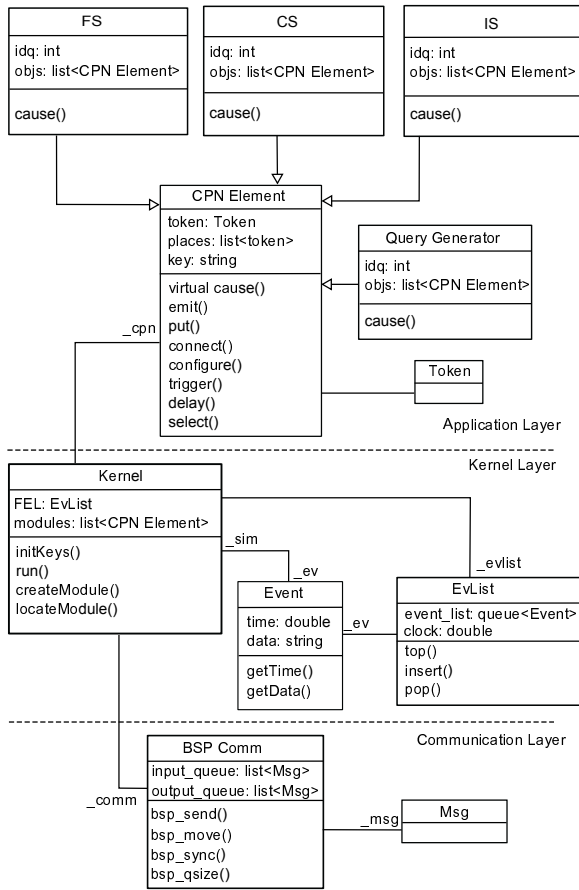 FS
idq: int
objs: list<CPN Element>
cause()
CS
idq: int
objs: list<CPN Element>
cause()
IS
idq: int
objs: list<CPN Element>
cause()
CPN Element
token: Token
places: list<token>
key: string
virtual cause()
emit()
put()
connect()
configure()
trigger()
delay()
select()
Query Generator
idq: int
objs: list<CPN Element>
cause()
_cpn
Token
Application Layer
Kernel Layer
Kernel
FEL: EvList
modules: list<CPN Element>
initKeys()
run()
createModule()
locateModule()
_sim
_ev
_evlist
Event
time: double
data: string
getTime()
getData()
_ev
EvList
event_list: queue<Event>
clock: double
top()
insert()
pop()
Communication Layer
BSP Comm
input_queue: list<Msg>
output_queue: list<Msg>
bsp_send()
bsp_move()
bsp_sync()
bsp_qsize()
_comm
_msg
Msg